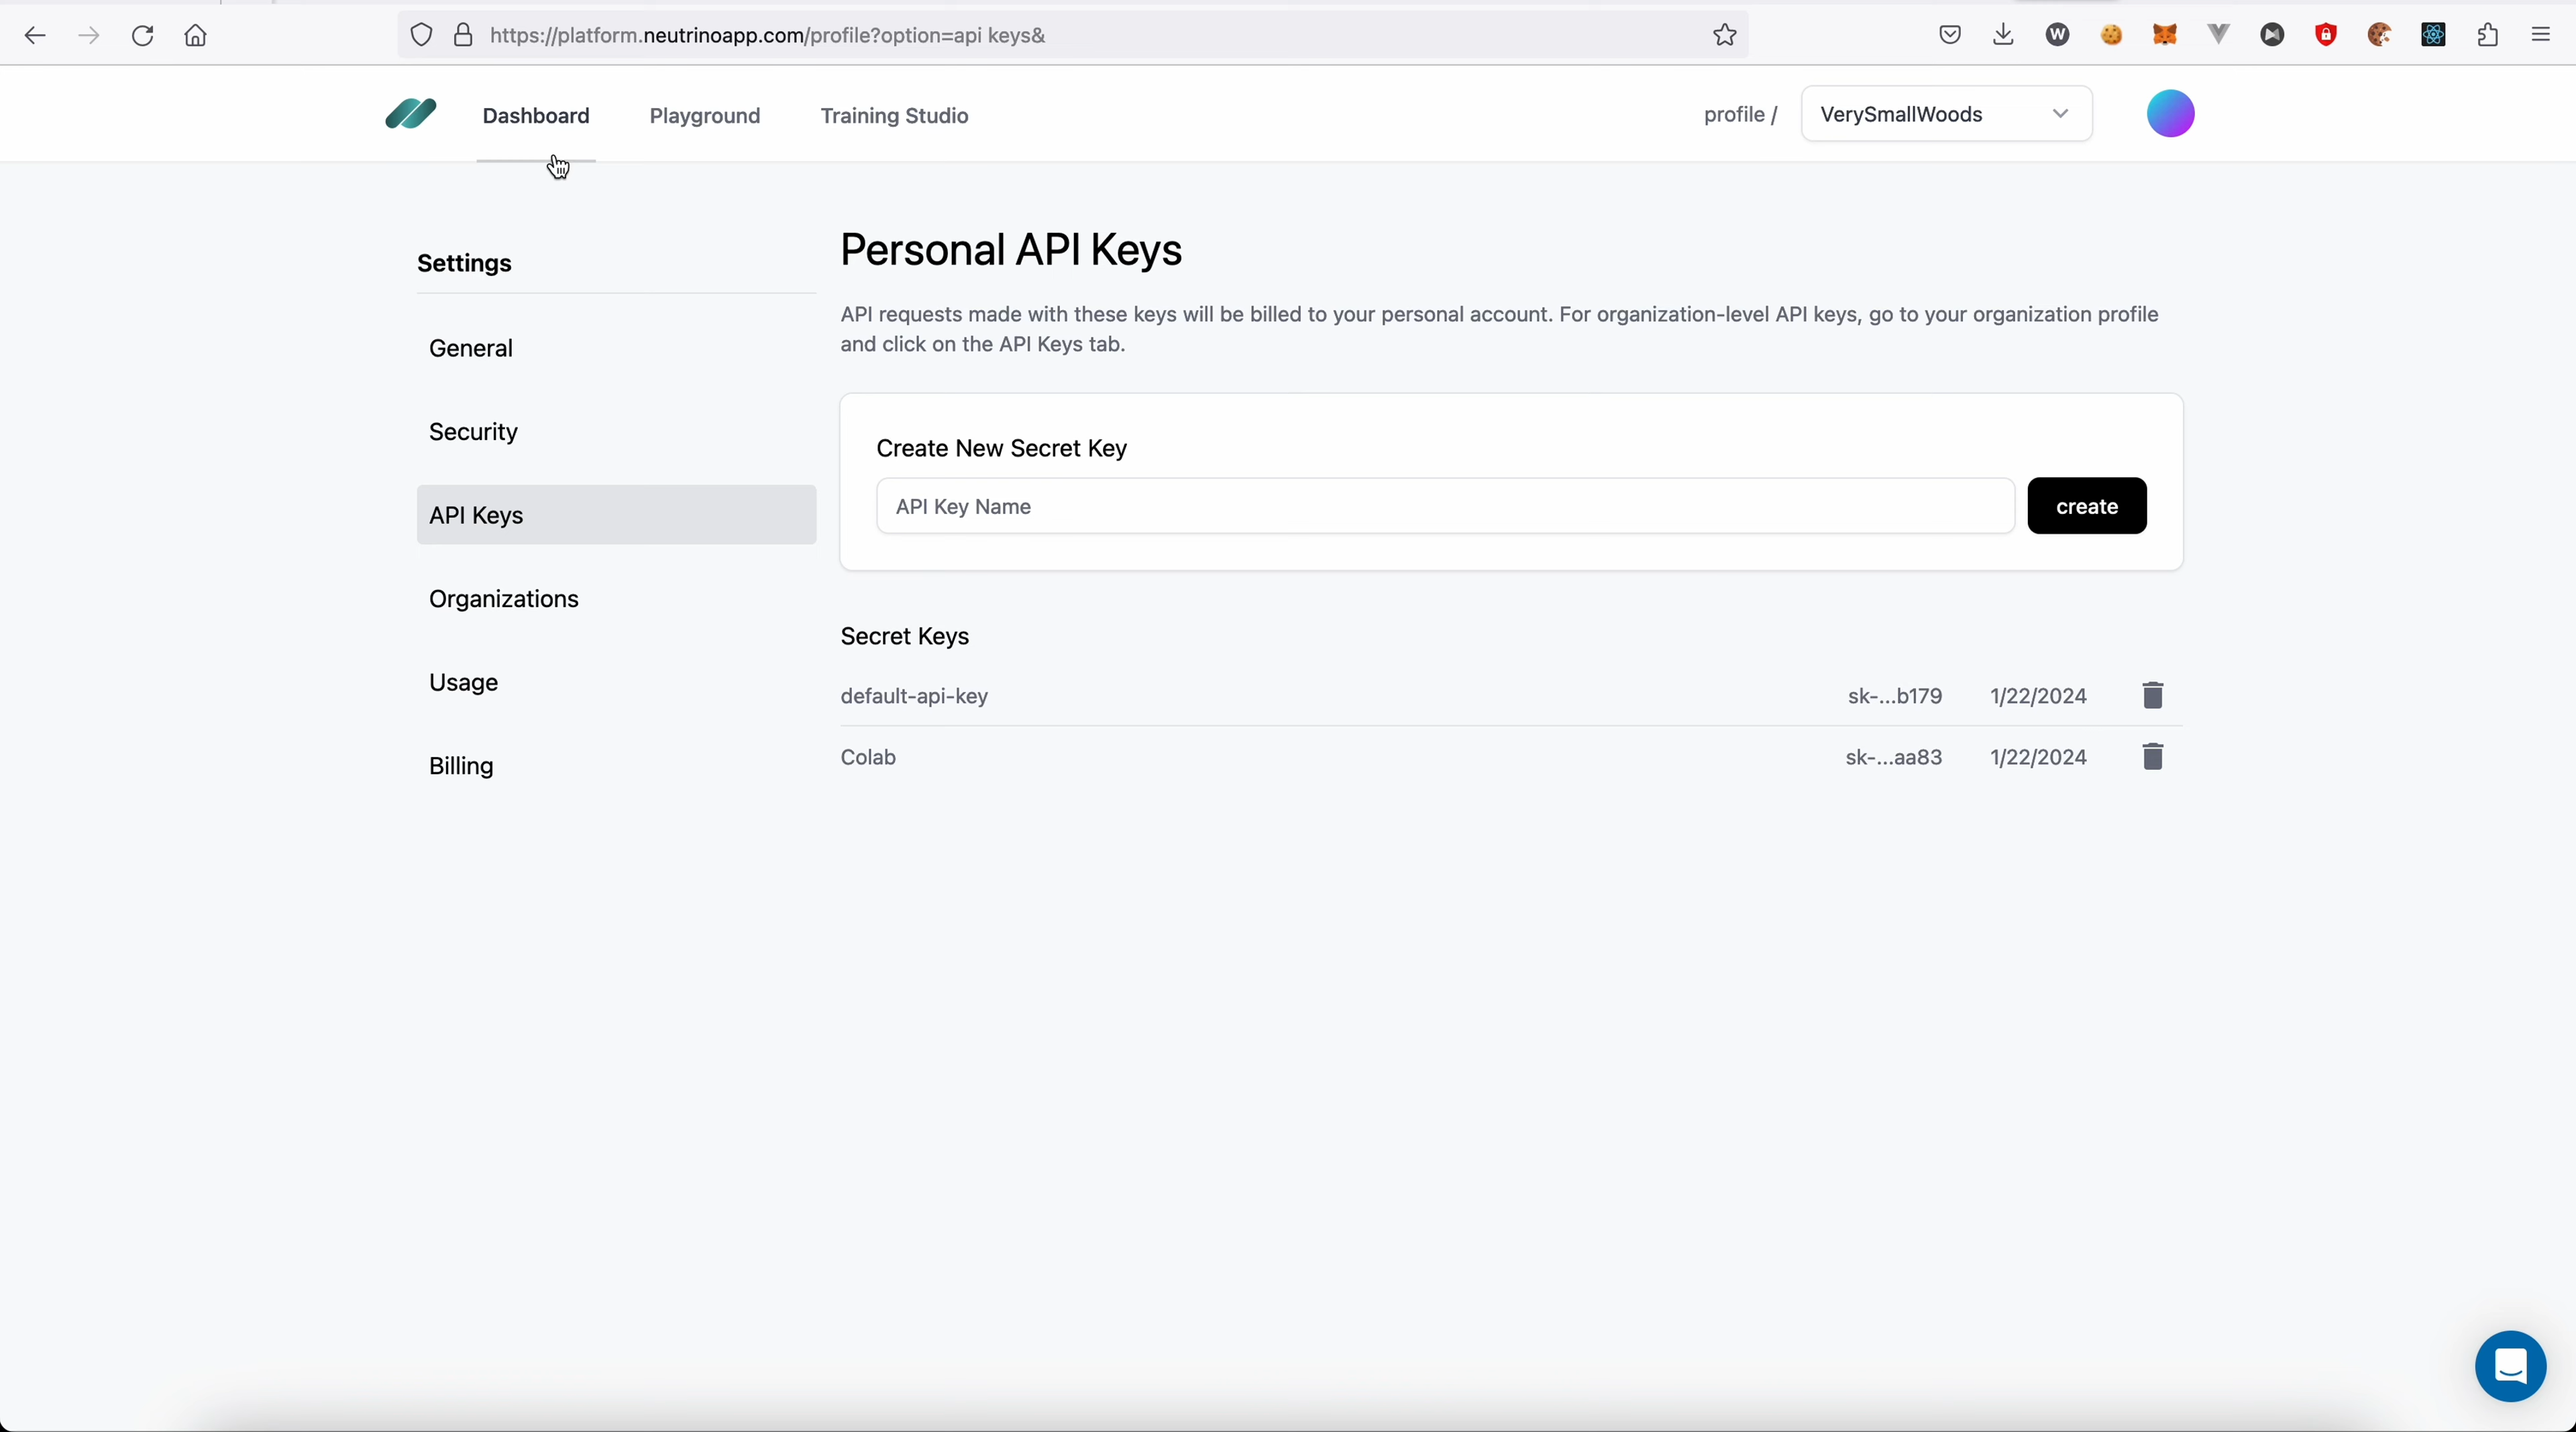 https://platform.neutrinoapp.com/profile?option=api keys&
W
Dashboard
Playground
Training Studio
profile /
VerySmallWoods
Settings
General
Security
API Keys
Organizations
Usage
Billing
Personal API Keys
API requests made with these keys will be billed to your personal account. For organization-level API keys, go to your organization profile
and click on the API Keys tab.
Create New Secret Key
API Key Name
create
Secret Keys
default-api-key sk-...b179 1/22/2024
Colab sk-...aa83 1/22/2024